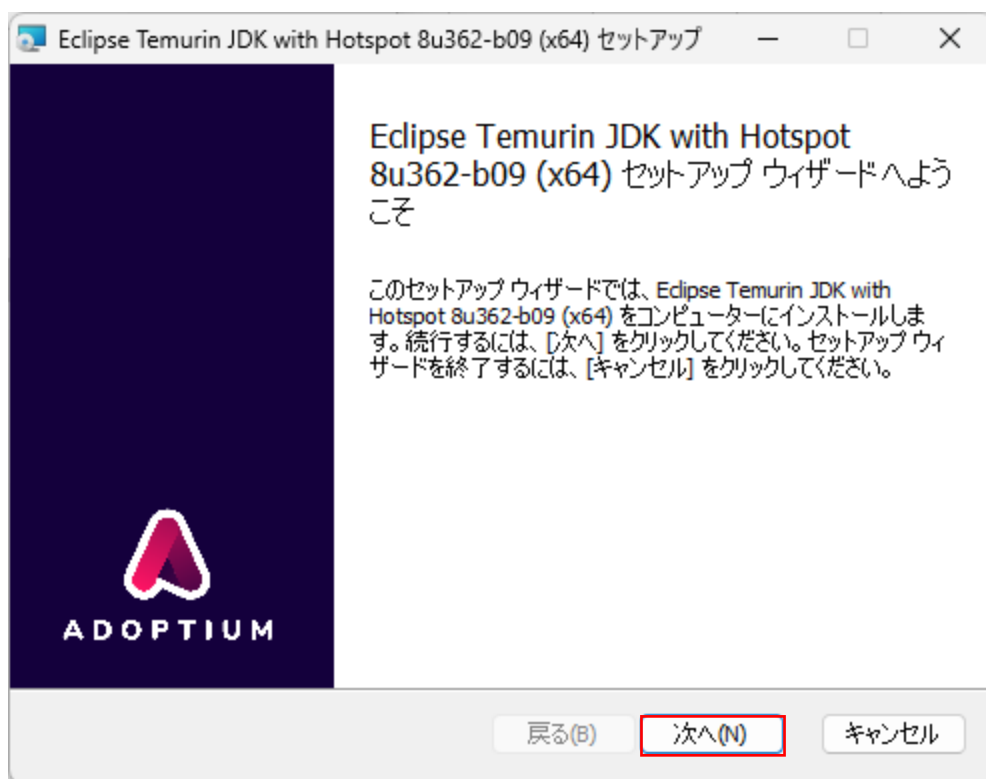 Eclipse Temurin JDK with Hotspot 8u362-b09 (x64) セットアップ
Eclipse Temurin JDK with Hotspot
8u362-b09 (x64) セットアップ ウィザードへよう
こそ
このセットアップ ウィザードでは、Eclipse Temurin JDK with
Hotspot 8u362-b09 (x64) をコンピューターにインストールしま
す。続行するには、[次へ] をクリックしてください。セットアップ ウィ
ザードを終了するには、[キャンセル] をクリックしてください。
ADOPTIUM
戻る(B) 次へ(N) キャンセル